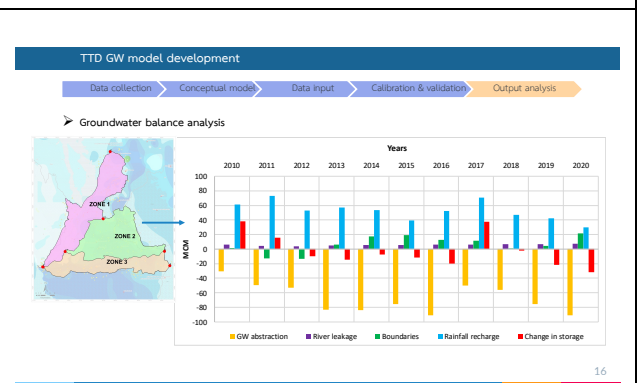 TTD GW model development
Data collection
Conceptual model
Data input
Calibration & validation
Output analysis
➢ Groundwater balance analysis
ZONE 1
ZONE 2
ZONE 3
Years
2010 2011 2012 2013 2014 2015 2016 2017 2018 2019 2020
MCM
100
80
60
40
20
0
-20
-40
-60
-80
-100
GW abstraction River leakage Boundaries Rainfall recharge Change in storage
16